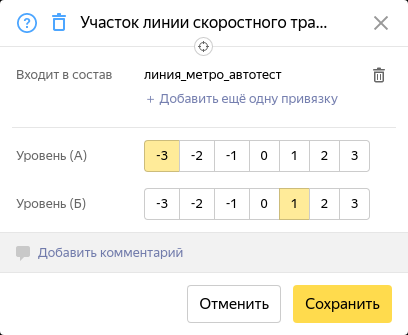 ? Участок линии скоростного тра...
Входит в состав линия_метро_автотест
+ Добавить ещё одну привязку
Уровень (А) -3 -2 -1 0 1 2 3
Уровень (Б) -3 -2 -1 0 1 2 3
Добавить комментарий
Отменить Сохранить